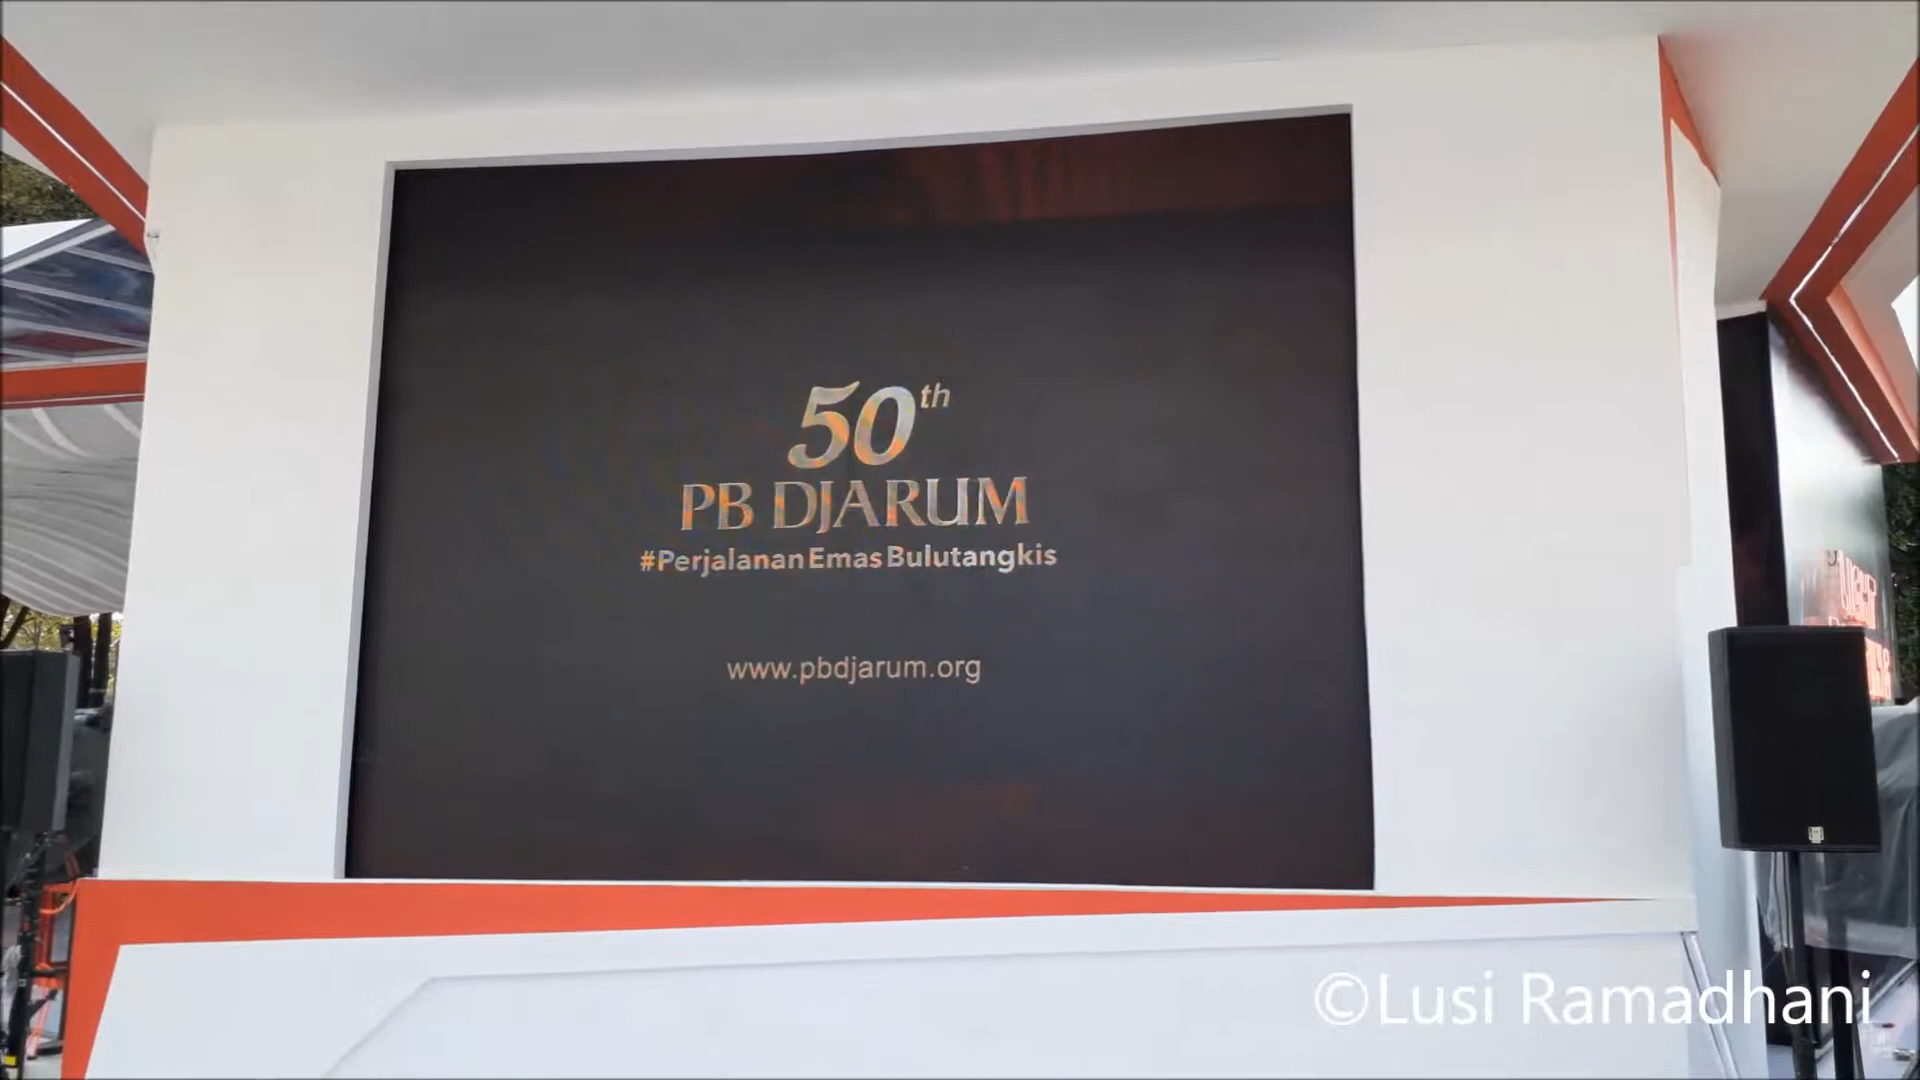 50th
PB DJARUM
#PerjalananEmasBulutangkis
www.pbdjarum.org
©Lusi Ramadhani